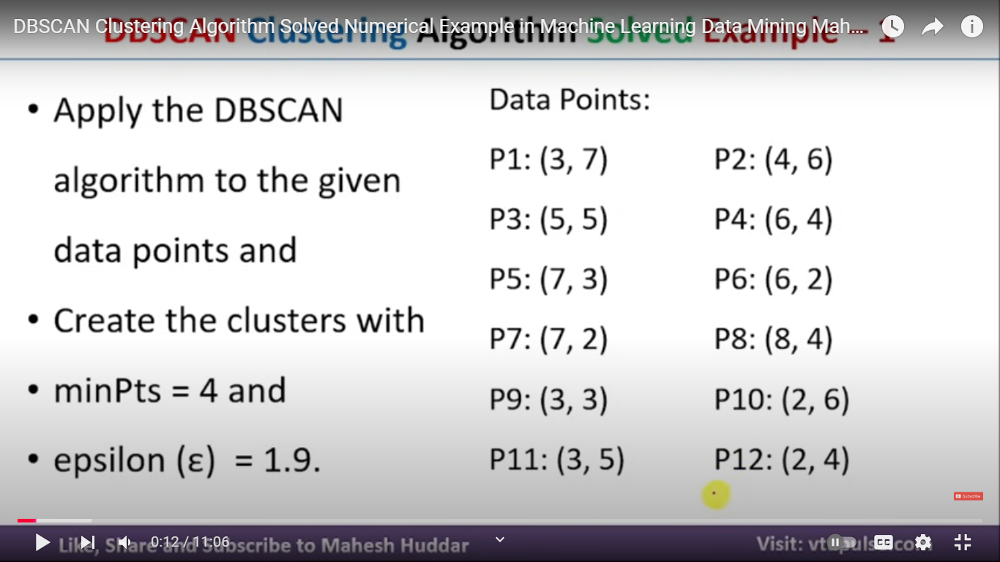 DBSCAN Clustering Algorithm Solved Numerical Example in Machine Learning Data Mining Mah...
DBSCAN Clustering Algorithm Solved Example – 1
• Apply the DBSCAN
algorithm to the given
data points and
• Create the clusters with
• minPts = 4 and
• epsilon (ε) = 1.9.
Data Points:
P1: (3, 7) P2: (4, 6)
P3: (5, 5) P4: (6, 4)
P5: (7, 3) P6: (6, 2)
P7: (7, 2) P8: (8, 4)
P9: (3, 3) P10: (2, 6)
P11: (3, 5) P12: (2, 4)
Subscribe
0:12 / 11:06
Like, Share and Subscribe to Mahesh Huddar
Visit:
CC